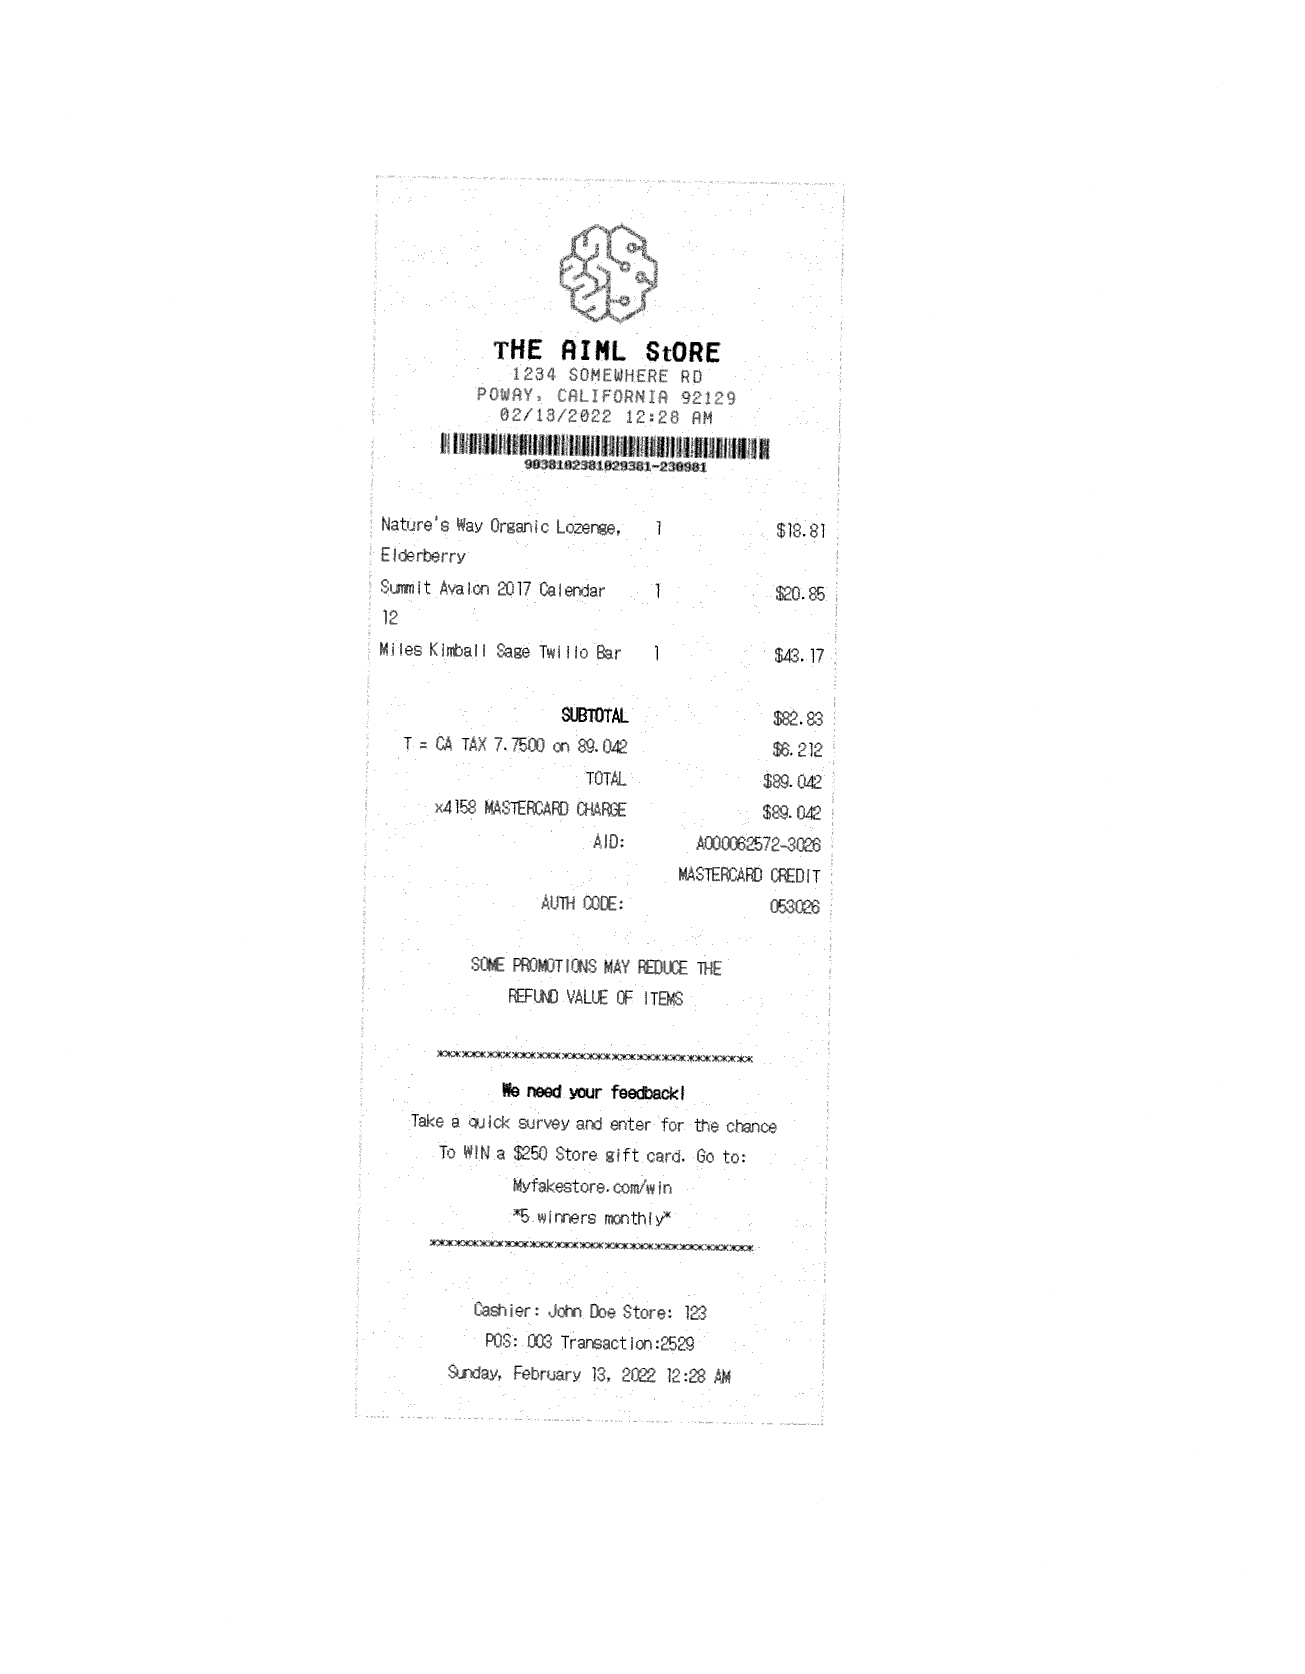 THE AIML StORE
1234 SOMEWHERE RD
POWAY, CALIFORNIA 92129
02/13/2022 12:28 AM
9038102381029381-230981
Nature's Way Organic Lozenge, 1 $18.81
Elderberry
Summit Avalon 2017 Calendar 1 $20.85
12
Miles Kimball Sage Twillo Bar 1 $43.17
SUBTOTAL $82.83
T = CA TAX 7.7500 on 89.042 $6.212
TOTAL $89.042
x4158 MASTERCARD CHARGE $89.042
AID: A000062572-3026
MASTERCARD CREDIT
AUTH CODE: 053026
SOME PROMOTIONS MAY REDUCE THE
REFUND VALUE OF ITEMS
****************************************
We need your feedback!
Take a quick survey and enter for the chance
To WIN a $250 Store gift card. Go to:
Myfakestore.com/win
*5 winners monthly*
****************************************
Cashier: John Doe Store: 123
POS: 003 Transaction:2529
Sunday, February 13, 2022 12:28 AM